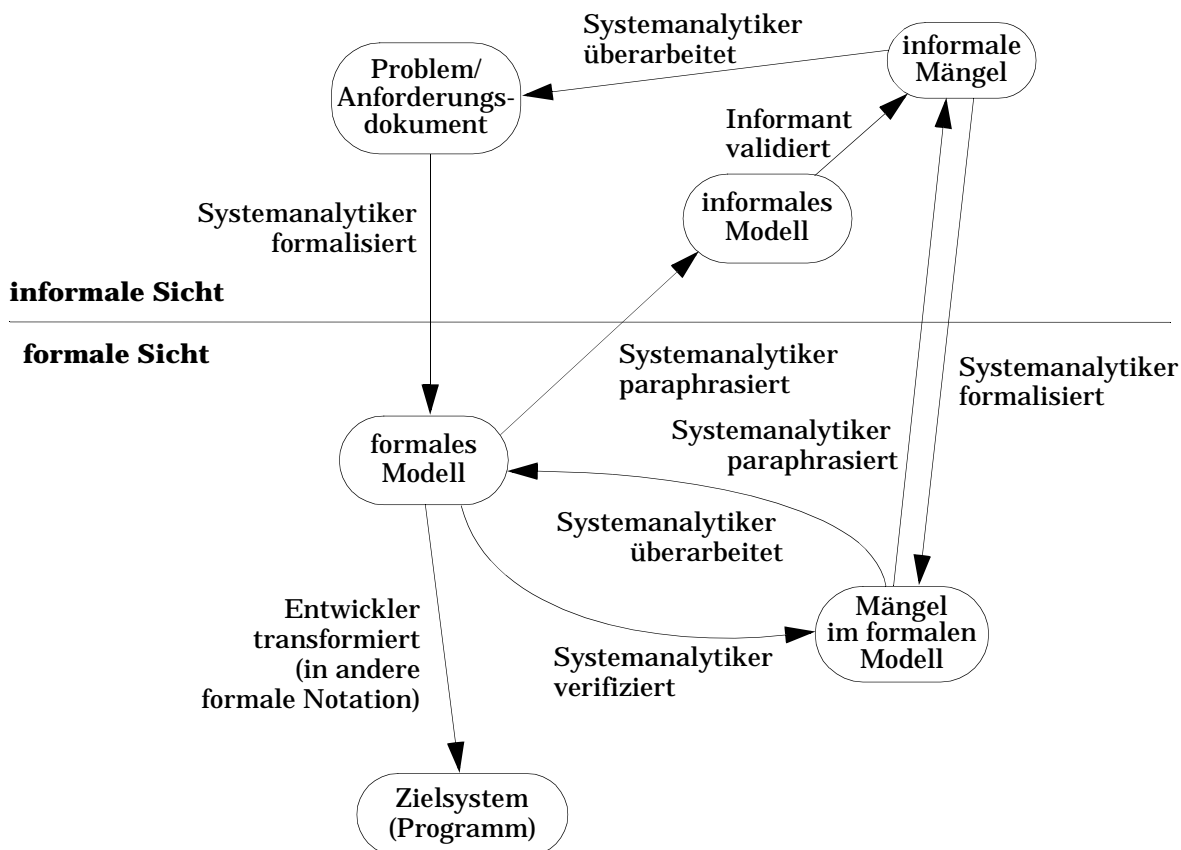 Systemanalytiker
überarbeitet
informale
Mängel
Problem/
Anforderungs-
dokument
Informant
validiert
informales
Modell
Systemanalytiker
formalisiert
informale Sicht
formale Sicht
Systemanalytiker
paraphrasiert
Systemanalytiker
formalisiert
formales
Modell
Systemanalytiker
paraphrasiert
Systemanalytiker
überarbeitet
Entwickler
transformiert
(in andere
formale Notation)
Mängel
im formalen
Modell
Systemanalytiker
verifiziert
Zielsystem
(Programm)